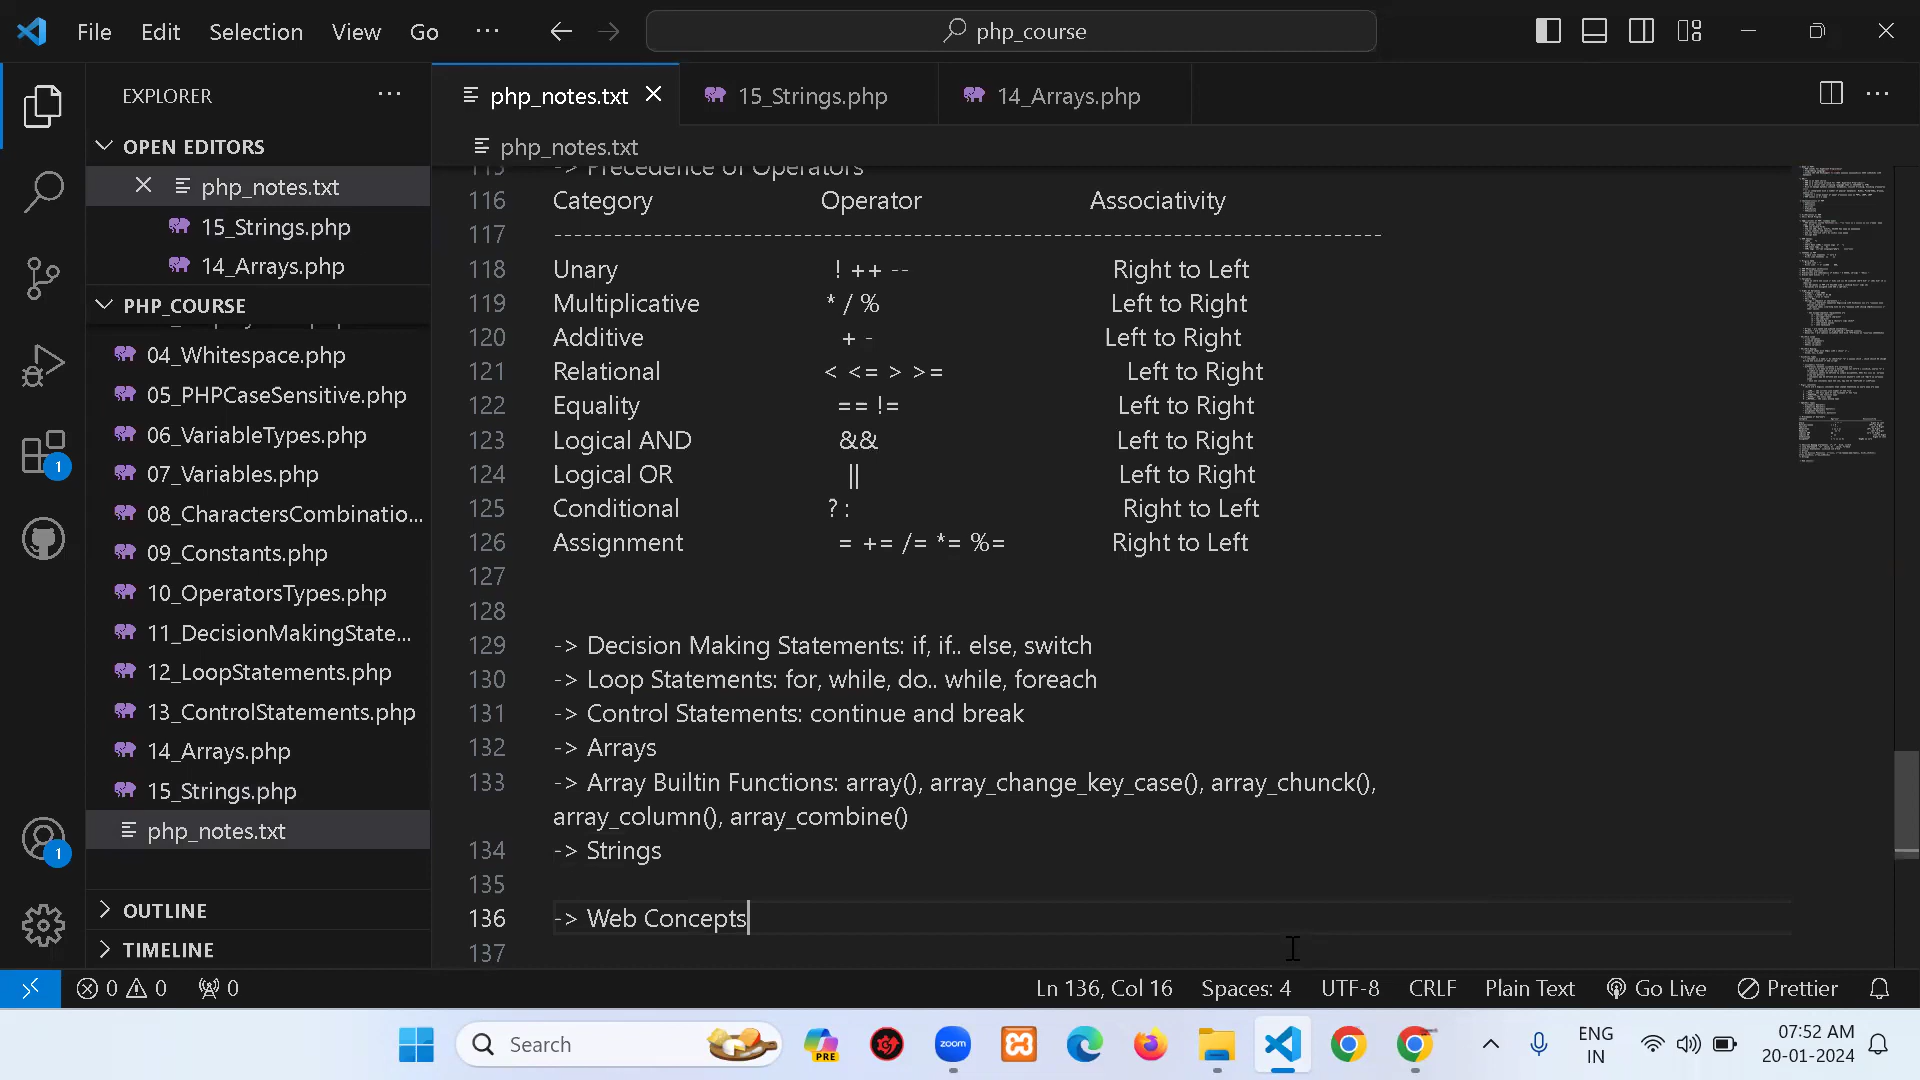 File Edit Selection View Go ··· php_course
EXPLORER ···
OPEN EDITORS
php_notes.txt
15_Strings.php
14_Arrays.php
PHP_COURSE
04_Whitespace.php
05_PHPCaseSensitive.php
06_VariableTypes.php
07_Variables.php
08_CharactersCombinatio...
09_Constants.php
10_OperatorsTypes.php
11_DecisionMakingState...
12_LoopStatements.php
13_ControlStatements.php
14_Arrays.php
15_Strings.php
php_notes.txt
OUTLINE
TIMELINE
1
1
php_notes.txt 15_Strings.php 14_Arrays.php
php_notes.txt
115 -> Precedence of Operators
116 Category Operator Associativity
117 ---------------------------------------------------------------------------------
118 Unary ! ++ -- Right to Left
119 Multiplicative * / % Left to Right
120 Additive + - Left to Right
121 Relational < <= > >= Left to Right
122 Equality == != Left to Right
123 Logical AND && Left to Right
124 Logical OR || Left to Right
125 Conditional ? : Right to Left
126 Assignment = += /= *= %= Right to Left
127
128
129 -> Decision Making Statements: if, if.. else, switch
130 -> Loop Statements: for, while, do.. while, foreach
131 -> Control Statements: continue and break
132 -> Arrays
133 -> Array Builtin Functions: array(), array_change_key_case(), array_chunck(),
array_column(), array_combine()
134 -> Strings
135
136 -> Web Concepts
137
0 0 0 Ln 136, Col 16 Spaces: 4 UTF-8 CRLF Plain Text Go Live Prettier
Search PRE zoom ENG
IN 07:52 AM
20-01-2024